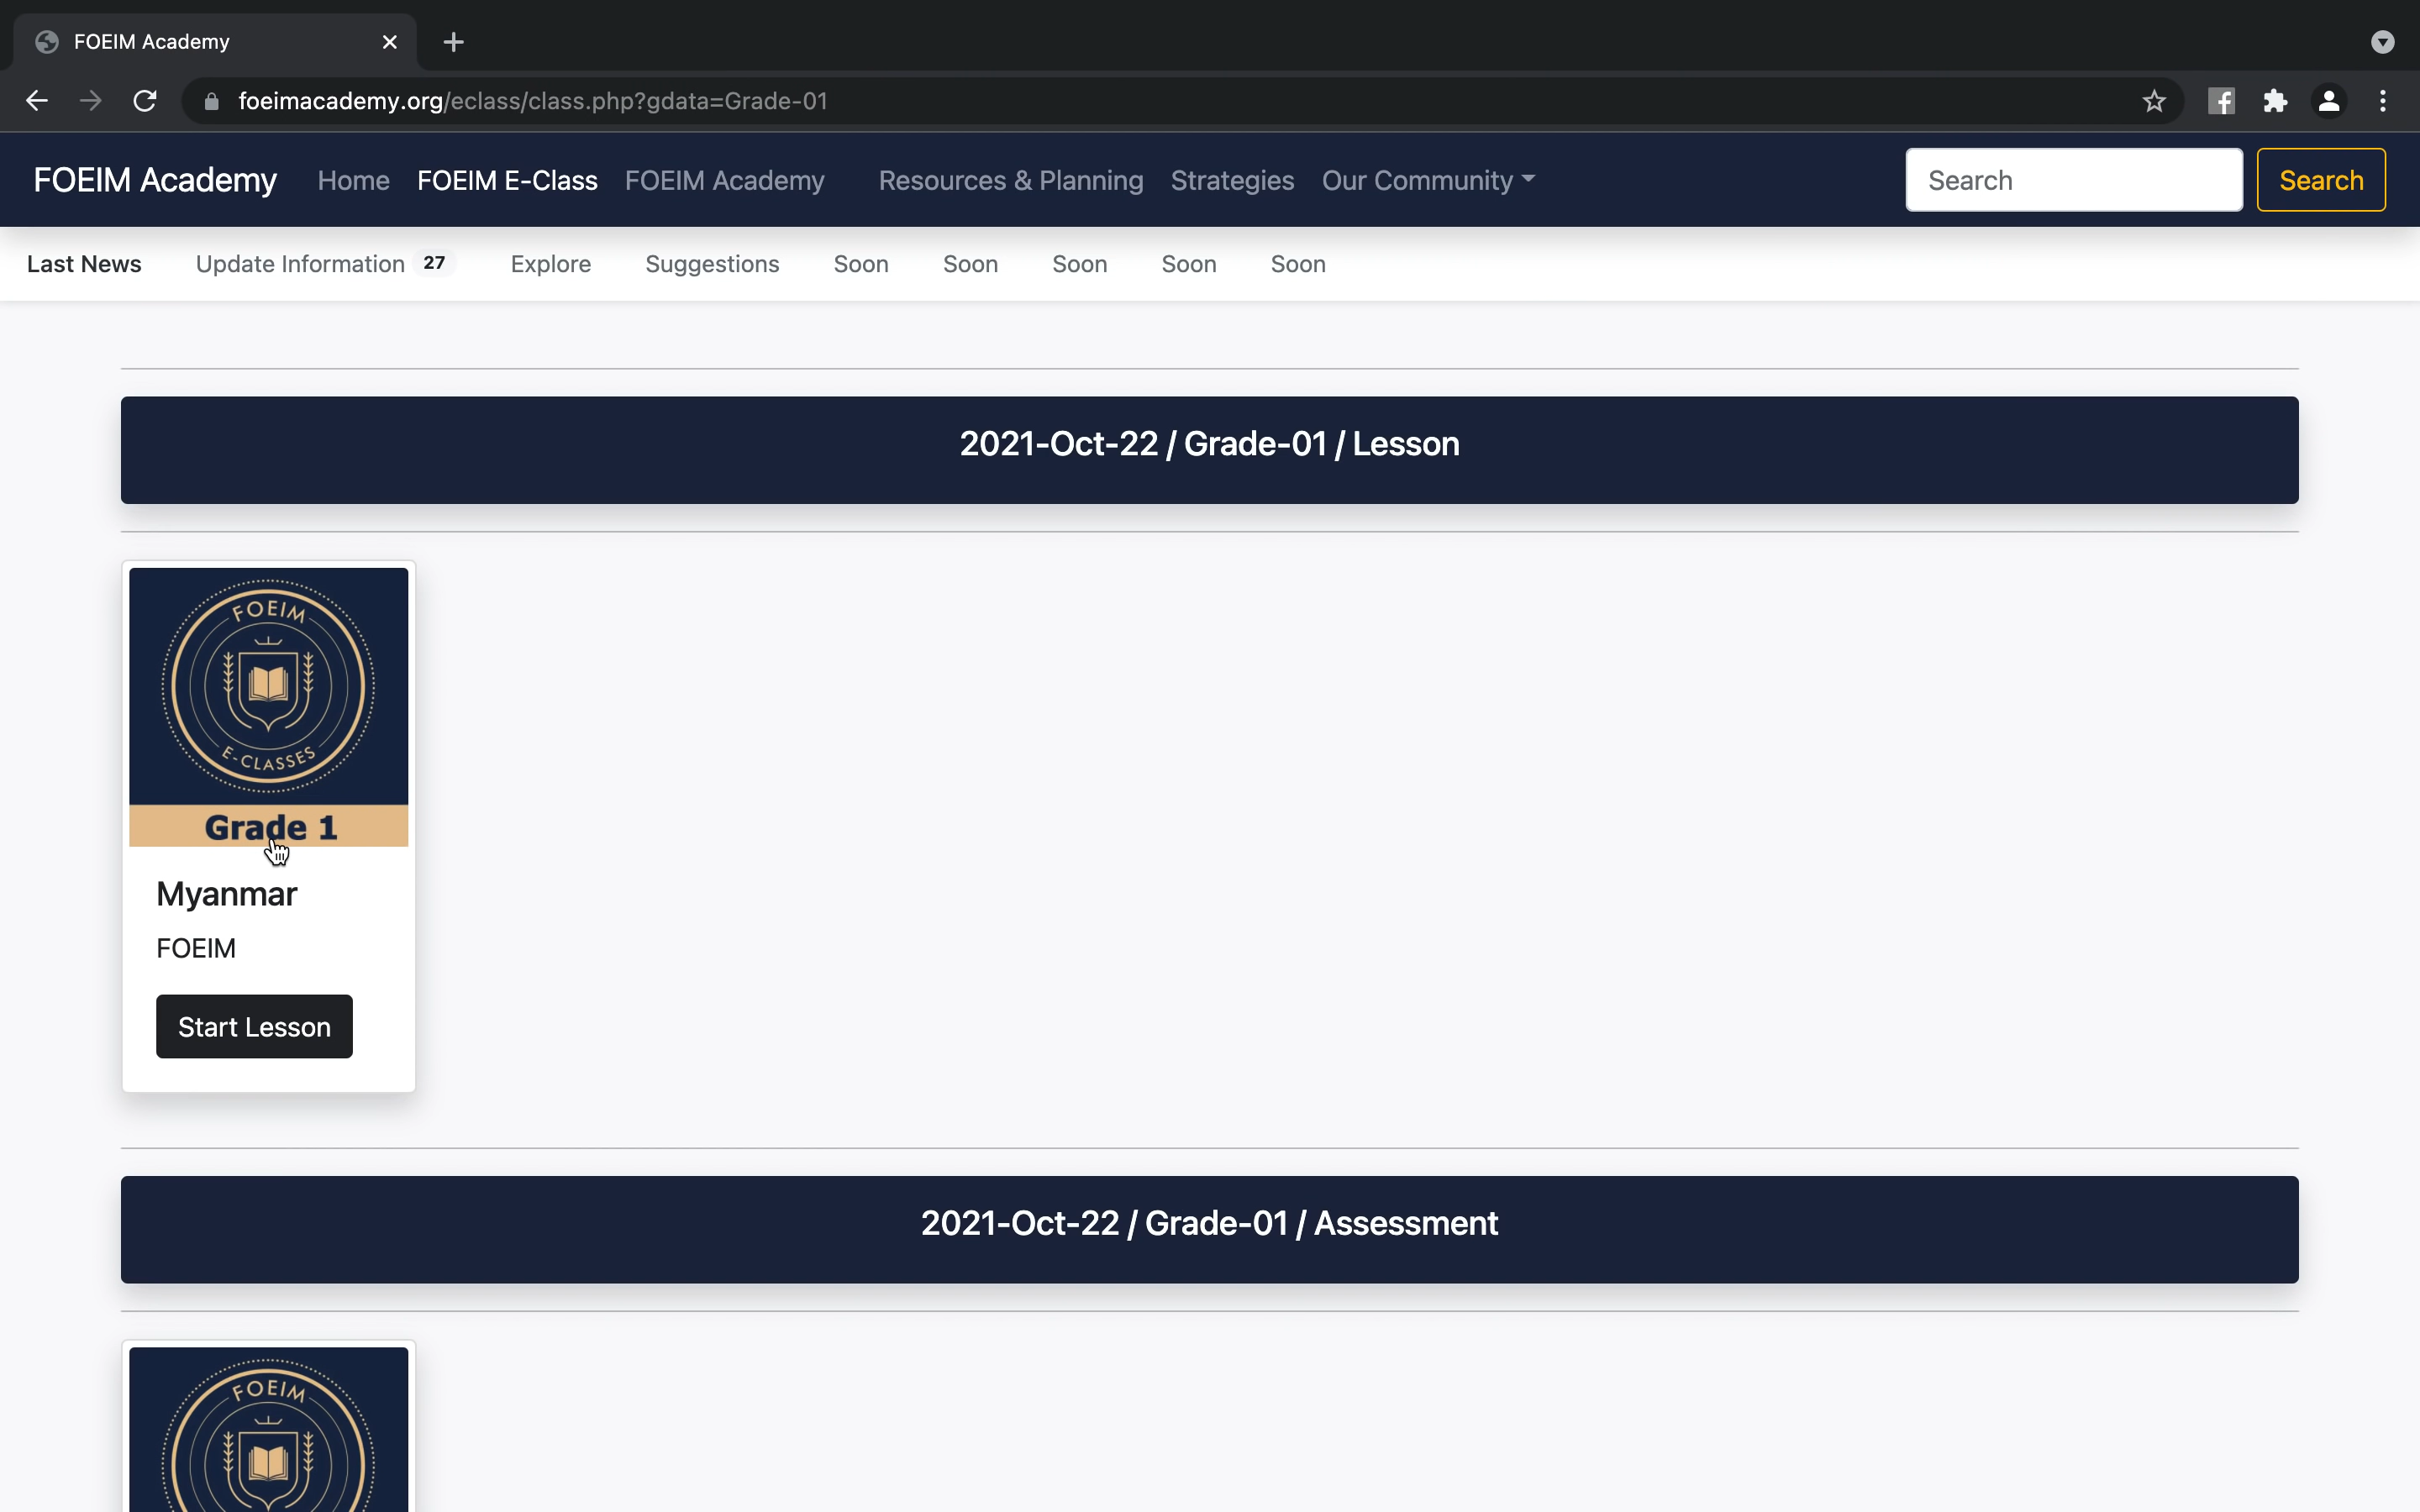 FOEIM Academy
foeimacademy.org/eclass/class.php?gdata=Grade-01
FOEIM Academy Home FOEIM E-Class FOEIM Academy Resources & Planning Strategies Our Community Search Search
Last News Update Information 27 Explore Suggestions Soon Soon Soon Soon Soon
2021-Oct-22 / Grade-01 / Lesson
FOEIM
E-CLASSES
Grade 1
Myanmar
FOEIM
Start Lesson
2021-Oct-22 / Grade-01 / Assessment
FOEIM